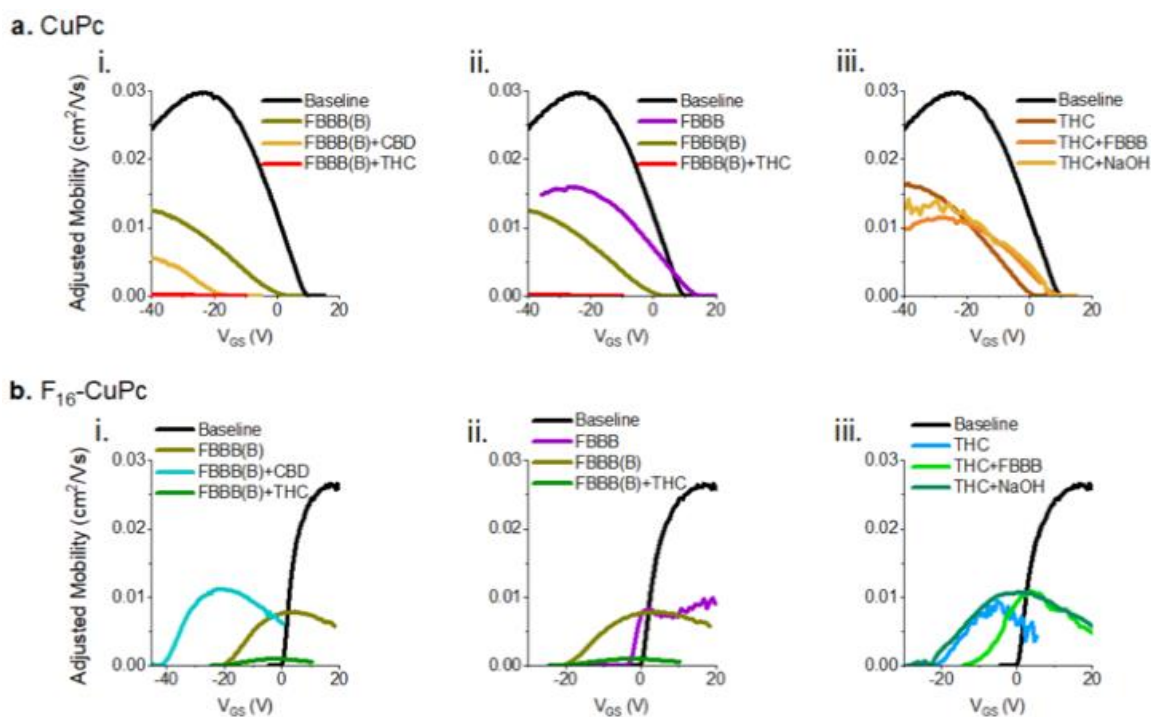 a. CuPc
i.
Adjusted Mobility (cm²/Vs)
0.03
0.02
0.01
0.00
Baseline
FBBB(B)
FBBB(B)+CBD
FBBB(B)+THC
-40 -20 0 20
V_GS (V)
ii.
0.03
0.02
0.01
0.00
Baseline
FBBB
FBBB(B)
FBBB(B)+THC
-40 -20 0 20
V_GS (V)
iii.
0.03
0.02
0.01
0.00
Baseline
THC
THC+FBBB
THC+NaOH
-40 -20 0 20
V_GS (V)
b. F₁₆-CuPc
i.
Adjusted Mobility (cm²/Vs)
0.03
0.02
0.01
0.00
Baseline
FBBB(B)
FBBB(B)+CBD
FBBB(B)+THC
-40 -20 0 20
V_GS (V)
ii.
0.03
0.02
0.01
0.00
Baseline
FBBB
FBBB(B)
FBBB(B)+THC
-20 0 20
V_GS (V)
iii.
0.03
0.02
0.01
0.00
Baseline
THC
THC+FBBB
THC+NaOH
-20 0 20
V_GS (V)